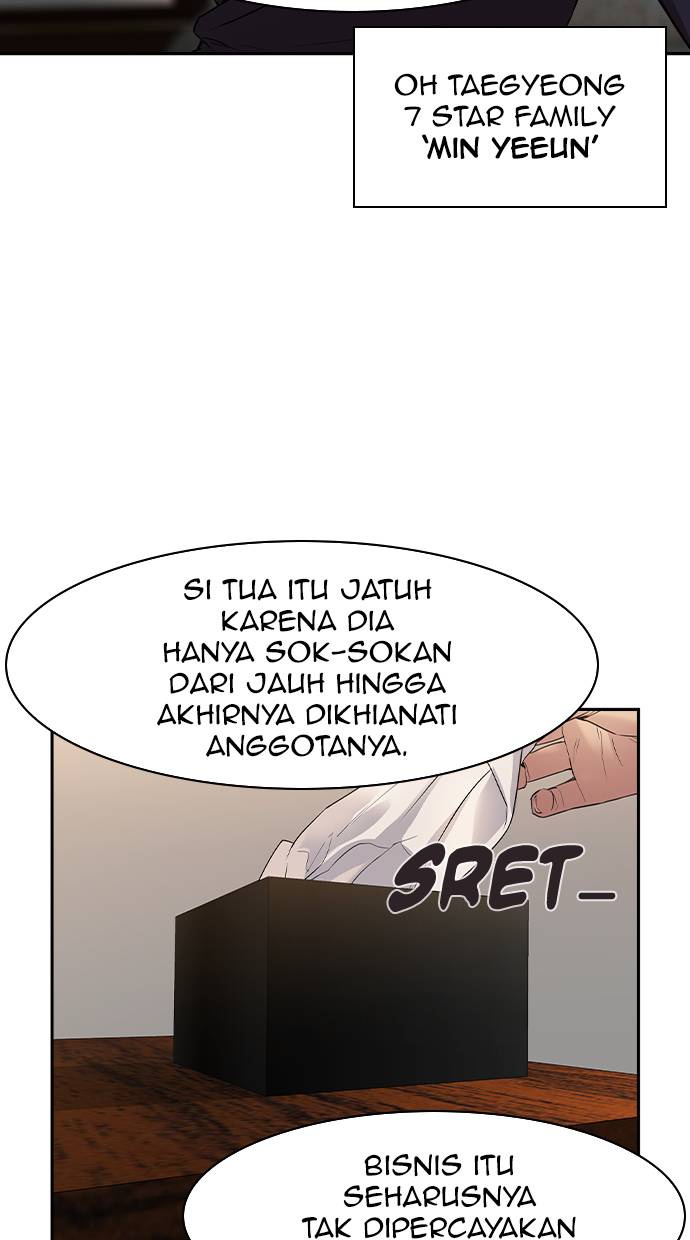 OH TAEGYEONG
7 STAR FAMILY
'MIN YEEUN'
SI TUA ITU JATUH
KARENA DIA
HANYA SOK-SOKAN
DARI JAUH HINGGA
AKHIRNYA DIKHIANATI
ANGGOTANYA.
SRET_
BISNIS ITU
SEHARUSNYA
TAK DIPERCAYAKAN